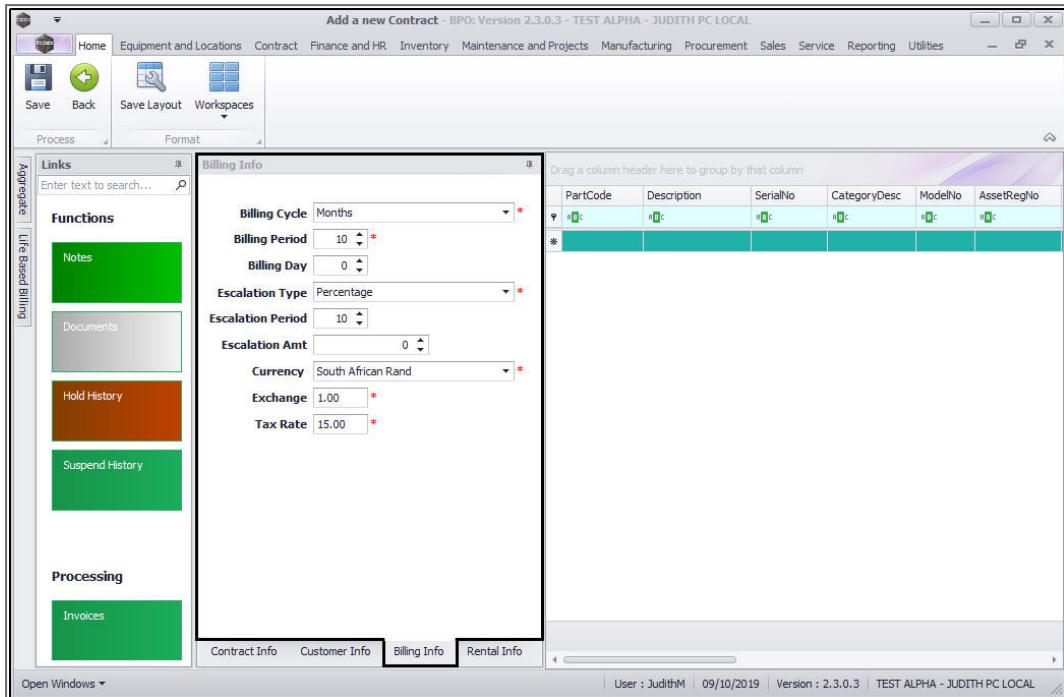 Add a new Contract - BPO: Version 2.3.0.3 - TEST ALPHA - JUDITH PC LOCAL
Home Equipment and Locations Contract Finance and HR Inventory Maintenance and Projects Manufacturing Procurement Sales Service Reporting Utilities
Save Back Save Layout Workspaces
Process Format
Aggregate
Life Based Billing
Links
Enter text to search...
Functions
Notes
Documents
Hold History
Suspend History
Processing
Invoices
Billing Info
Billing Cycle Months *
Billing Period 10 *
Billing Day 0
Escalation Type Percentage *
Escalation Period 10
Escalation Amt 0
Currency South African Rand *
Exchange 1.00 *
Tax Rate 15.00 *
Contract Info Customer Info Billing Info Rental Info
Drag a column header here to group by that column
PartCode Description SerialNo CategoryDesc ModelNo AssetRegNo
Open Windows User : JudithM 09/10/2019 Version : 2.3.0.3 TEST ALPHA - JUDITH PC LOCAL